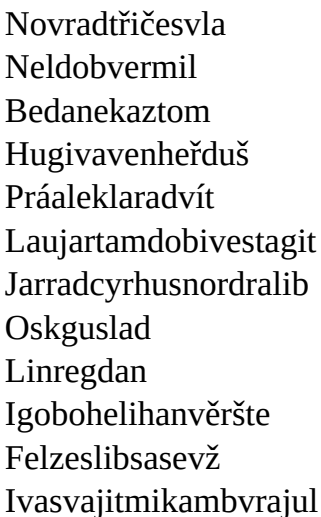 Novradtřičesvla
Neldobvermil
Bedanekaztom
Hugivavenheřduš
Práaleklaradvít
Laujartamdobivestagit
Jarradcyrhusnordralib
Oskguslad
Linregdan
Igobohelihanvěršte
Felzeslibsasevž
Ivasvajitmikambvrajul